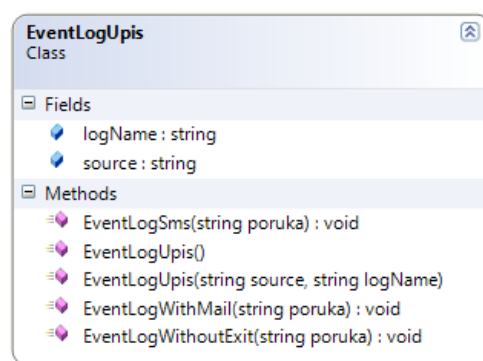 EventLogUpis
Class
Fields
logName : string
source : string
Methods
EventLogSms(string poruka) : void
EventLogUpis()
EventLogUpis(string source, string logName)
EventLogWithMail(string poruka) : void
EventLogWithoutExit(string poruka) : void